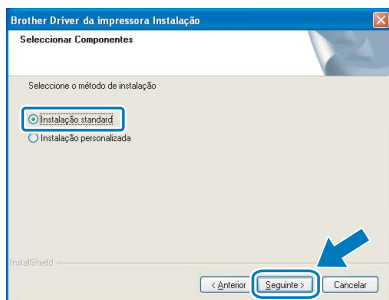 Brother Driver da impressora Instalação
Seleccionar Componentes
Seleccione o método de instalação
Instalação standard
Instalação personalizada
InstallShield
< Anterior Seguinte > Cancelar